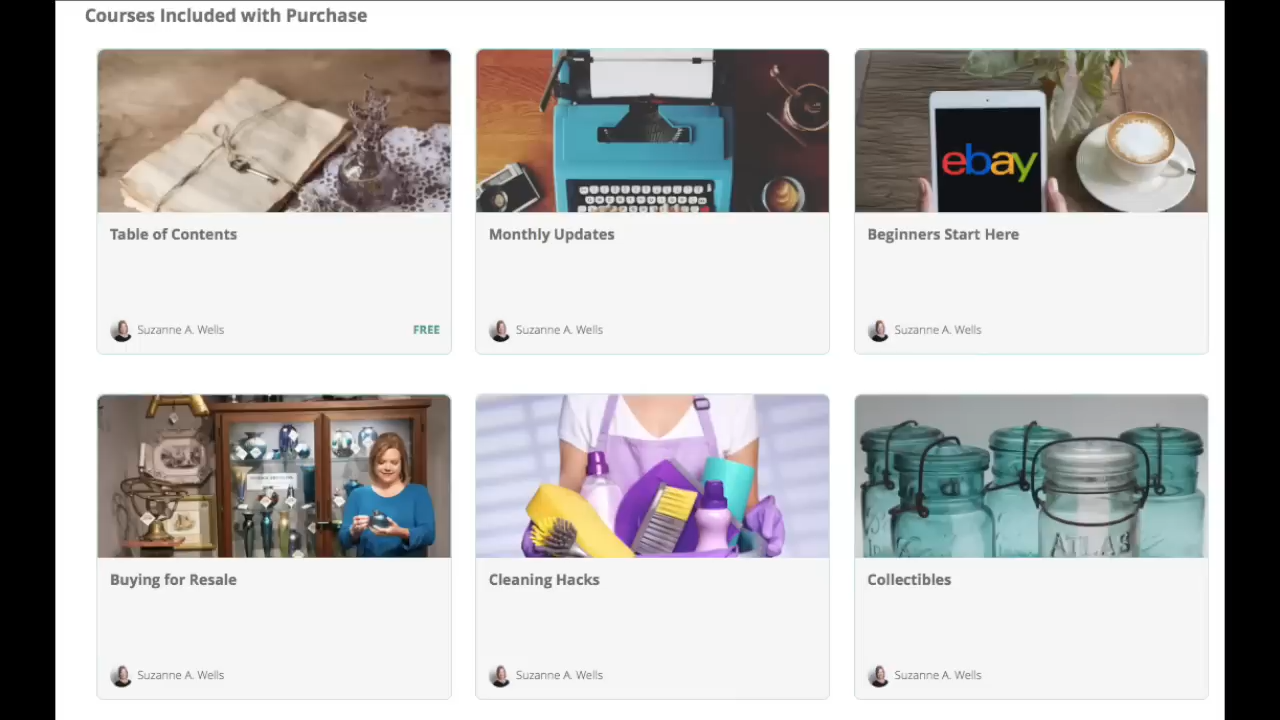 Courses Included with Purchase
ebay
Table of Contents
Monthly Updates
Beginners Start Here
Suzanne A. Wells
FREE
Suzanne A. Wells
Suzanne A. Wells
ATLAS
Buying for Resale
Cleaning Hacks
Collectibles
Suzanne A. Wells
Suzanne A. Wells
Suzanne A. Wells